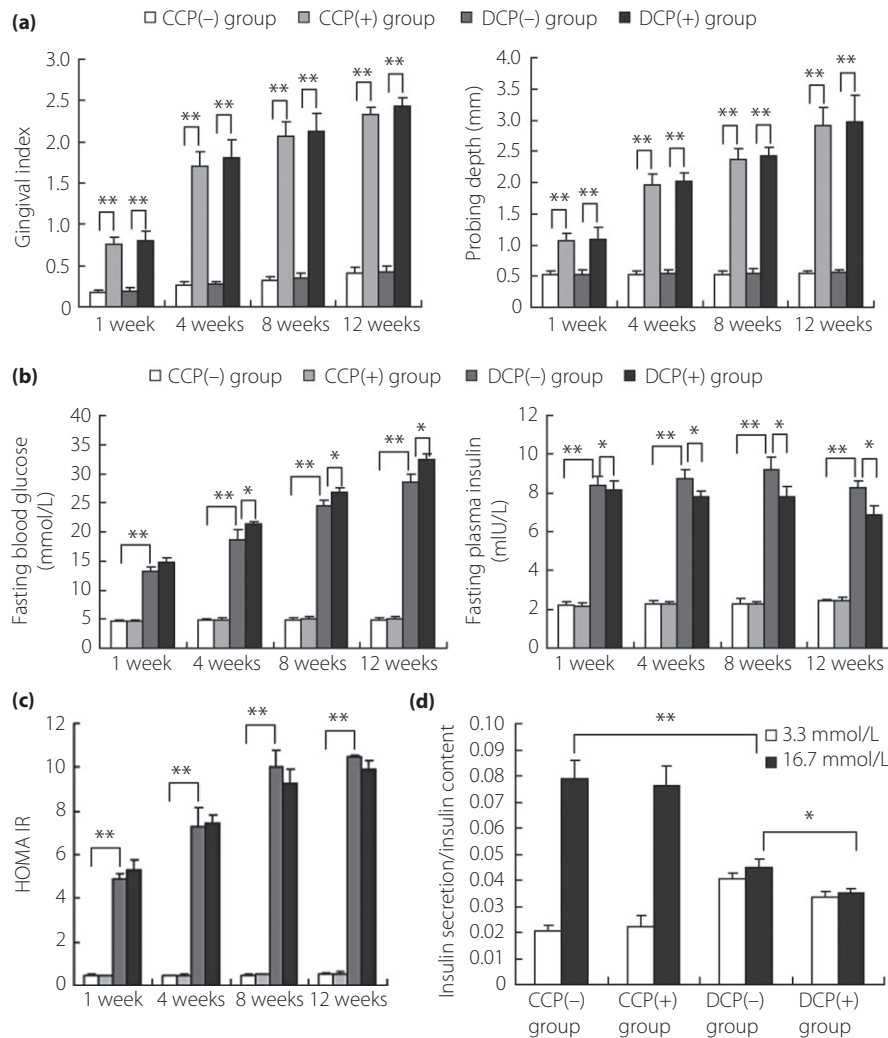 (a)
CCP(−) group CCP(+) group DCP(−) group DCP(+) group
Gingival index
3.0
2.5
2.0
1.5
1.0
0.5
0
** ** ** ** ** ** ** **
1 week 4 weeks 8 weeks 12 weeks
Probing depth (mm)
4.0
3.5
3.0
2.5
2.0
1.5
1.0
0.5
0
** ** ** ** ** ** ** **
1 week 4 weeks 8 weeks 12 weeks
(b)
CCP(−) group CCP(+) group DCP(−) group DCP(+) group
Fasting blood glucose
(mmol/L)
40
35
30
25
20
15
10
5
0
** ** * ** * ** *
1 week 4 weeks 8 weeks 12 weeks
Fasting plasma insulin
(mIU/L)
12
10
8
6
4
2
0
** * ** * ** * ** *
1 week 4 weeks 8 weeks 12 weeks
(c)
HOMA IR
12
10
8
6
4
2
0
** ** ** **
1 week 4 weeks 8 weeks 12 weeks
(d)
Insulin secretion/insulin content
0.10
0.09
0.08
0.07
0.06
0.05
0.04
0.03
0.02
0.01
0
** *
3.3 mmol/L
16.7 mmol/L
CCP(-) CCP(+) DCP(-) DCP(+)
group group group group